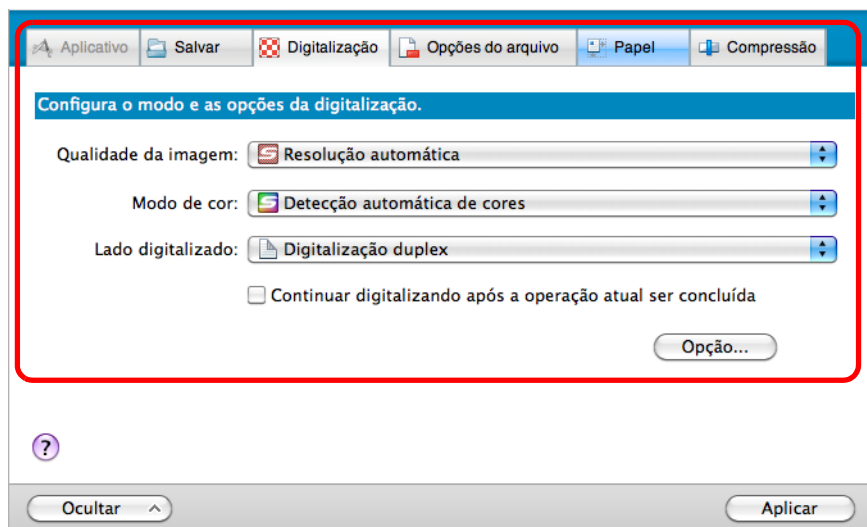 Aplicativo Salvar Digitalização Opções do arquivo Papel Compressão
Configura o modo e as opções da digitalização.
Qualidade da imagem: Resolução automática
Modo de cor: Detecção automática de cores
Lado digitalizado: Digitalização duplex
Continuar digitalizando após a operação atual ser concluída
Opção...
?
Ocultar Aplicar